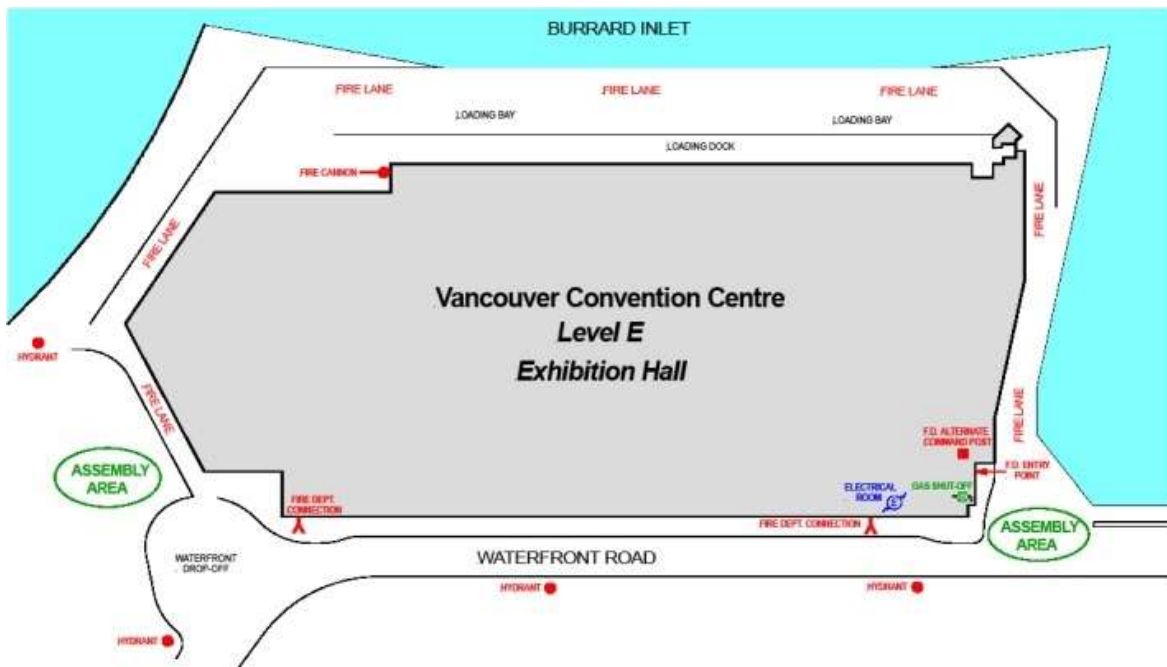 BURRARD INLET
FIRE LANE
FIRE LANE
FIRE LANE
LOADING BAY
LOADING BAY
LOADING DOCK
FIRE CANNON
FIRE LANE
FIRE LANE
Vancouver Convention Centre
Level E
Exhibition Hall
HYDRANT
FIRE LANE
FIRE LANE
F.D. ALTERNATE
COMMAND POST
F.D. ENTRY
POINT
ASSEMBLY
AREA
ELECTRICAL
ROOM
E
GAS SHUT-OFF
FIRE DEPT.
CONNECTION
FIRE DEPT. CONNECTION
ASSEMBLY
AREA
WATERFRONT
DROP-OFF
WATERFRONT ROAD
HYDRANT
HYDRANT
HYDRANT